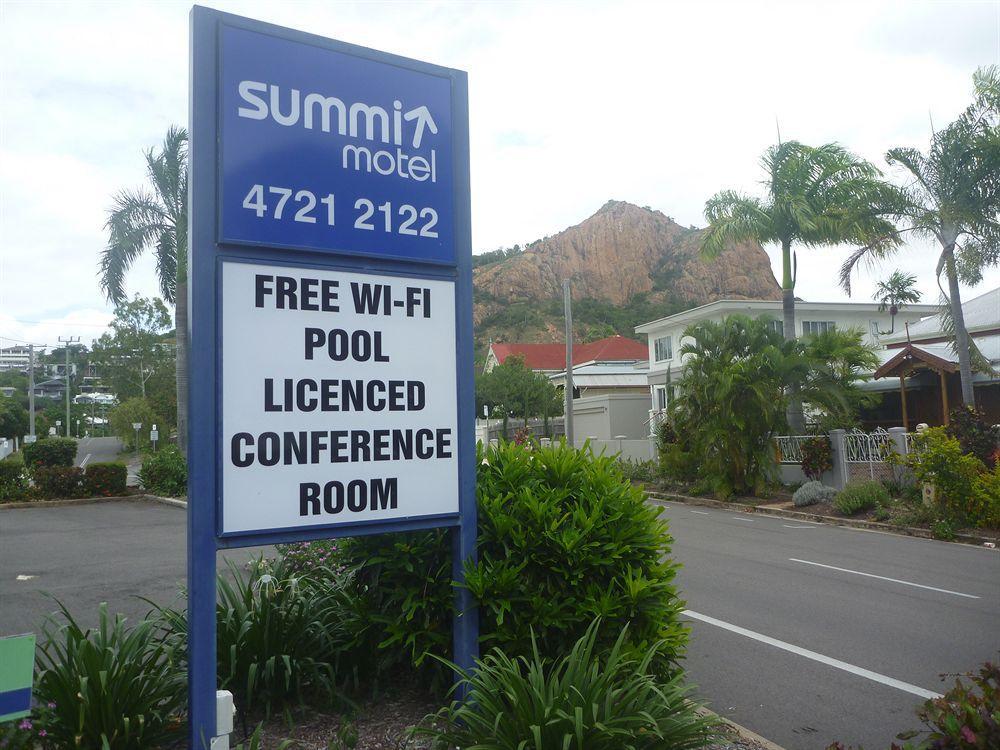 summit
motel
4721 2122
FREE WI-FI
POOL
LICENCED
CONFERENCE
ROOM